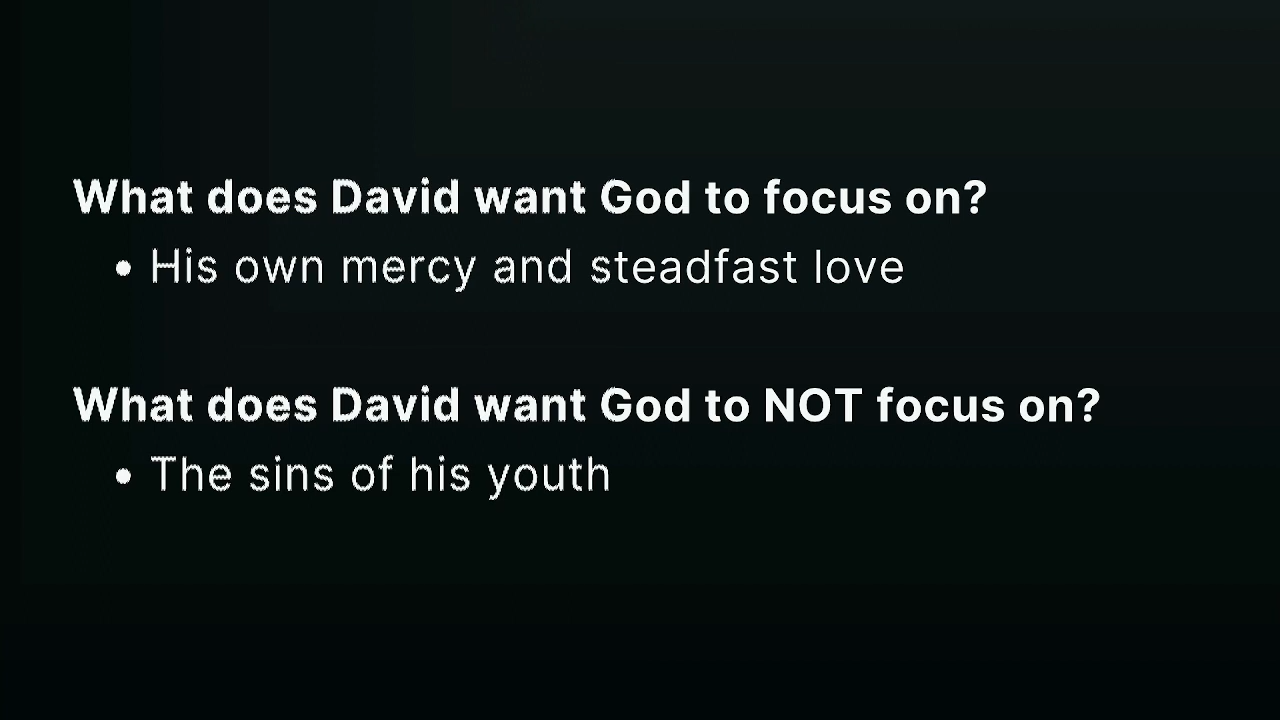 What does David want God to focus on?
• His own mercy and steadfast love
What does David want God to NOT focus on?
• The sins of his youth